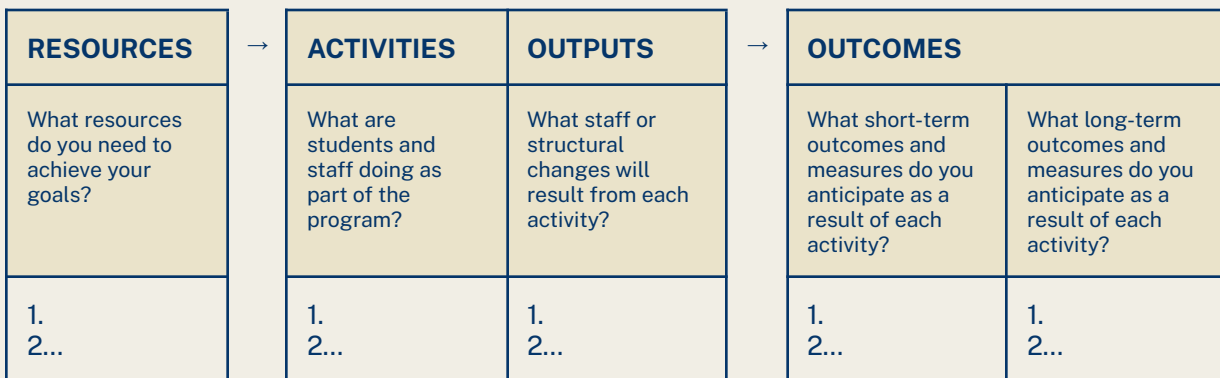 RESOURCES
→
ACTIVITIES
OUTPUTS
→
OUTCOMES
What resources
do you need to
achieve your
goals?
What are
students and
staff doing as
part of the
program?
What staff or
structural
changes will
result from each
activity?
What short-term
outcomes and
measures do you
anticipate as a
result of each
activity?
What long-term
outcomes and
measures do you
anticipate as a
result of each
activity?
1.
2...
1.
2...
1.
2...
1.
2...
1.
2...